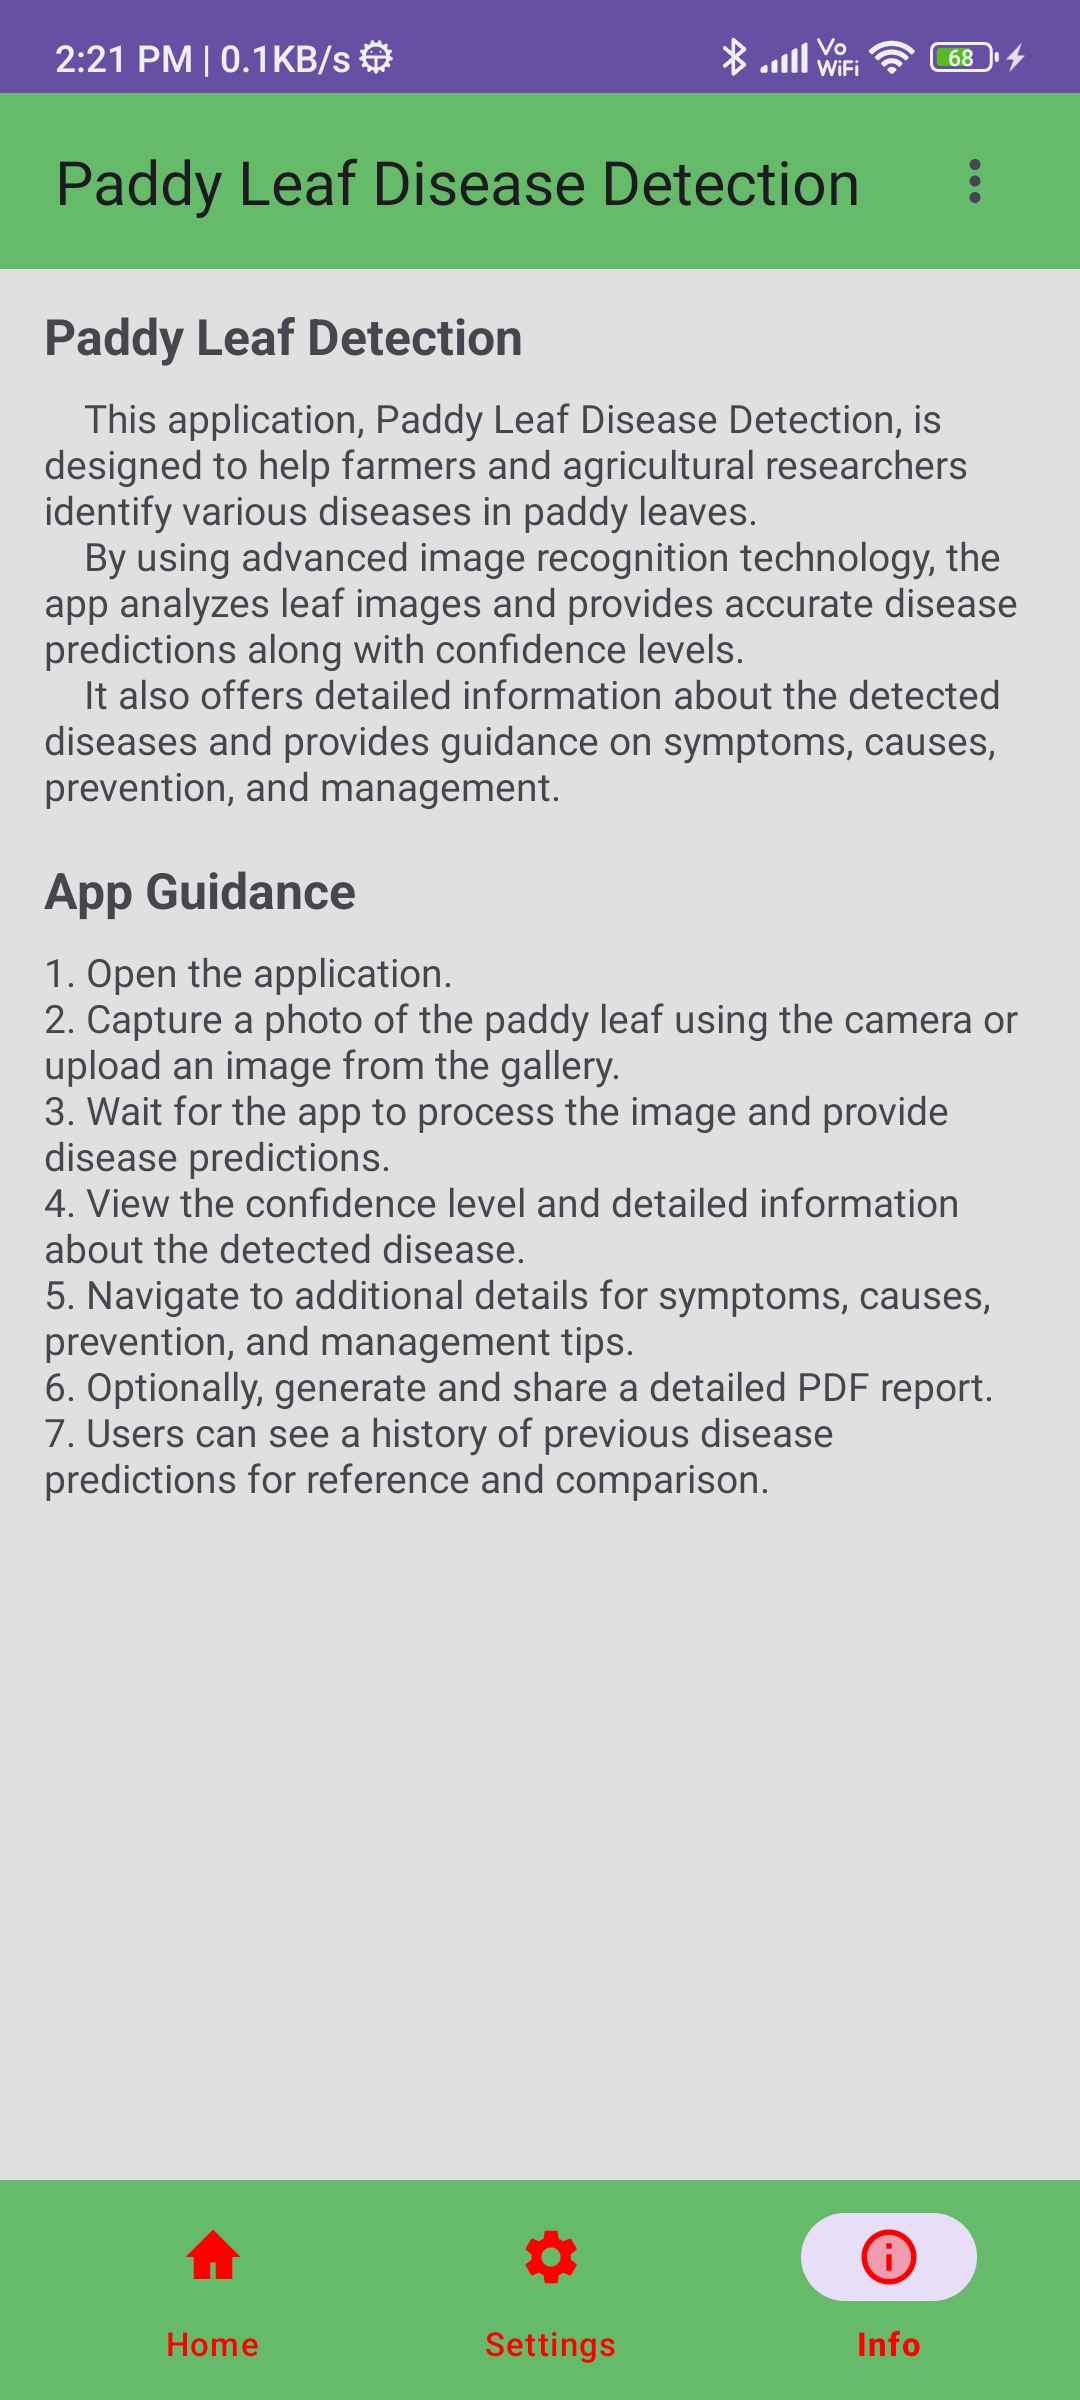 2:21 PM | 0.1KB/s
Vo
WiFi
68
Paddy Leaf Disease Detection
Paddy Leaf Detection
This application, Paddy Leaf Disease Detection, is
designed to help farmers and agricultural researchers
identify various diseases in paddy leaves.
By using advanced image recognition technology, the
app analyzes leaf images and provides accurate disease
predictions along with confidence levels.
It also offers detailed information about the detected
diseases and provides guidance on symptoms, causes,
prevention, and management.
App Guidance
1. Open the application.
2. Capture a photo of the paddy leaf using the camera or
upload an image from the gallery.
3. Wait for the app to process the image and provide
disease predictions.
4. View the confidence level and detailed information
about the detected disease.
5. Navigate to additional details for symptoms, causes,
prevention, and management tips.
6. Optionally, generate and share a detailed PDF report.
7. Users can see a history of previous disease
predictions for reference and comparison.
Home
Settings
Info